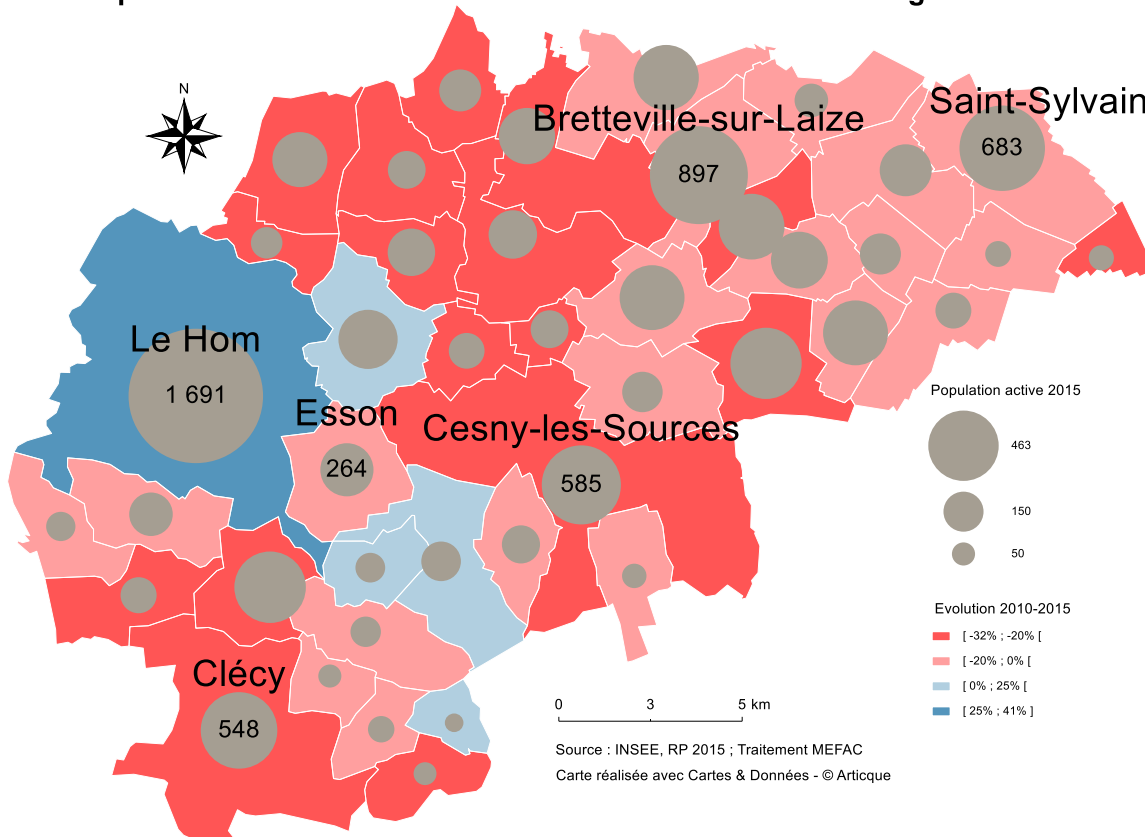 N
Bretteville-sur-Laize
Saint-Sylvain
897
683
Le Hom
1 691
Esson
264
Cesny-les-Sources
585
Clécy
548
Population active 2015
463
150
50
Evolution 2010-2015
[ -32% ; -20% [
[ -20% ; 0% [
[ 0% ; 25% [
[ 25% ; 41% ]
0 3 5 km
Source : INSEE, RP 2015 ; Traitement MEFAC
Carte réalisée avec Cartes & Données - © Articque